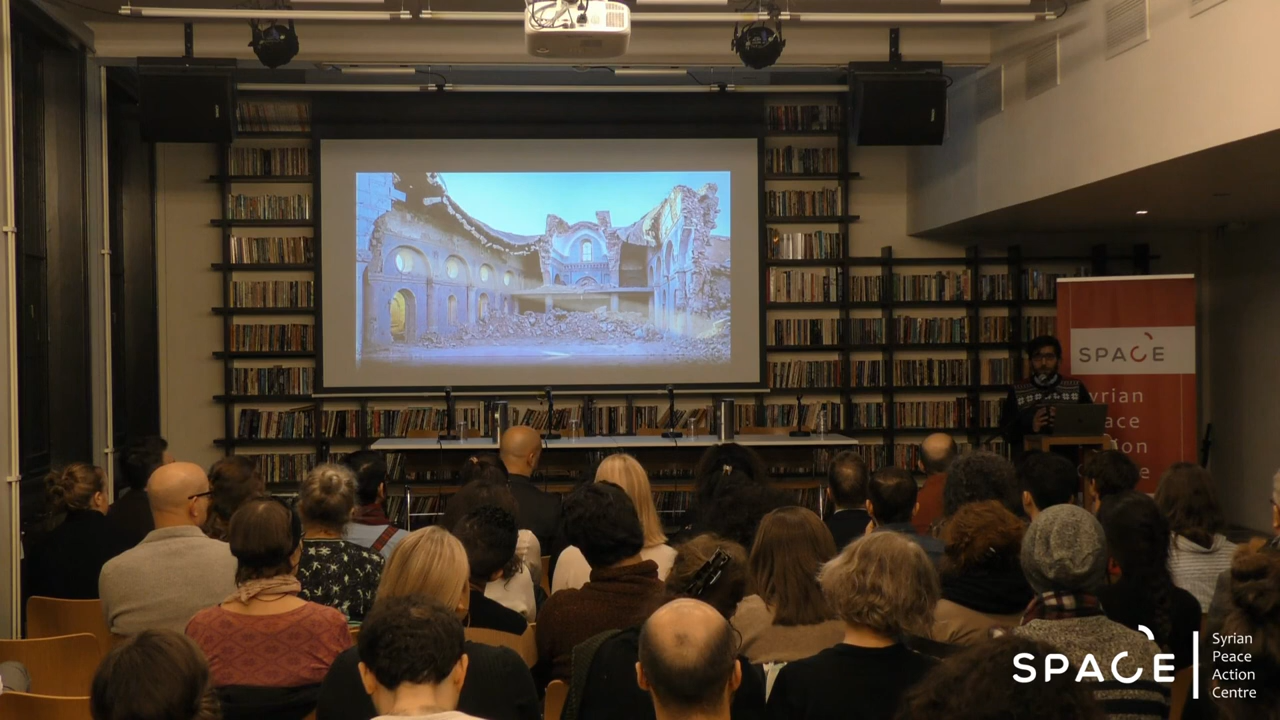 SPACE
yrian
eace
ction
e
SPACE
Syrian
Peace
Action
Centre